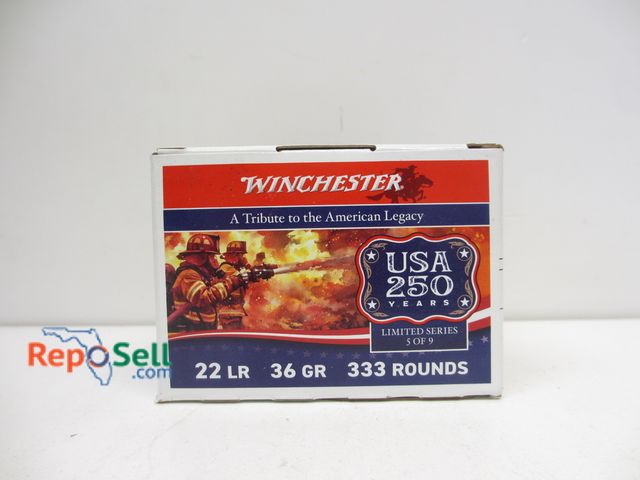 WINCHESTER
A Tribute to the American Legacy
USA
250
YEARS
LIMITED SERIES
5 OF 9
22 LR 36 GR 333 ROUNDS
RepoSell
.com